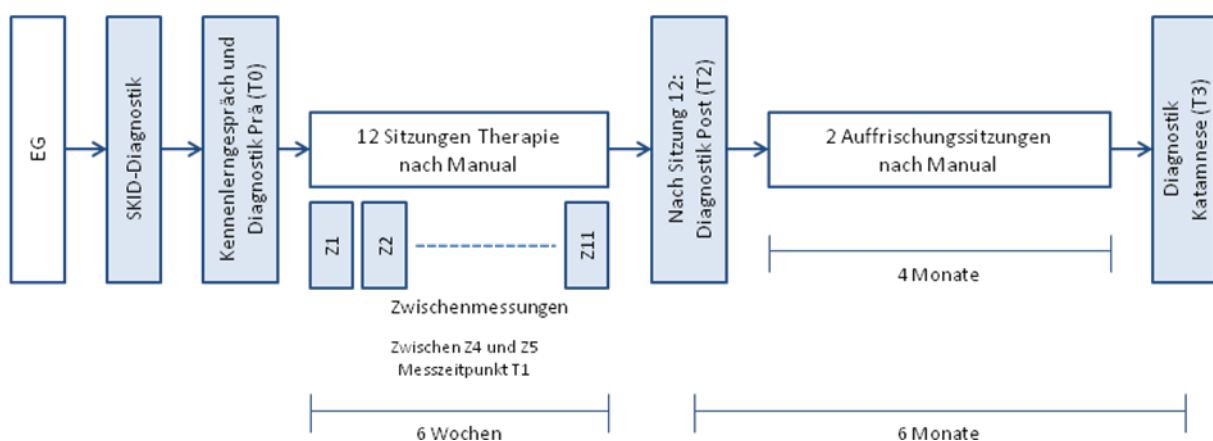 EG
SKID-Diagnostik
Kennenlerngespräch und
Diagnostik Prä (T0)
12 Sitzungen Therapie
nach Manual
Z1
Z2
Z11
Zwischenmessungen
Zwischen Z4 und Z5
Messzeitpunkt T1
6 Wochen
Nach Sitzung 12:
Diagnostik Post (T2)
2 Auffrischungssitzungen
nach Manual
4 Monate
Diagnostik
Katamnese (T3)
6 Monate